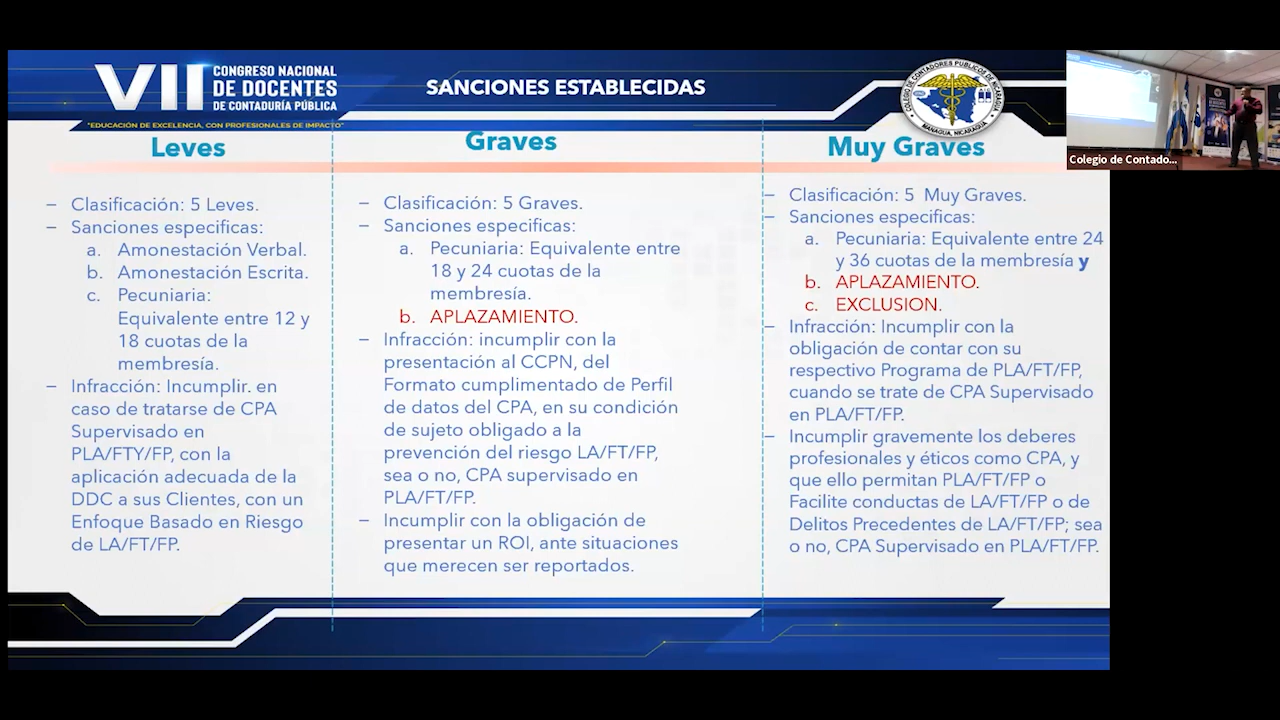 VII
CONGRESO NACIONAL
DE DOCENTES
DE CONTADURÍA PÚBLICA
"EDUCACIÓN DE EXCELENCIA, CON PROFESIONALES DE IMPACTO"
SANCIONES ESTABLECIDAS
COLEGIO DE CONTADORES PUBLICOS DE NICARAGUA
MANAGUA, NICARAGUA
Colegio de Contado...
Leves
– Clasificación: 5 Leves.
– Sanciones especificas:
a. Amonestación Verbal.
b. Amonestación Escrita.
c. Pecuniaria:
Equivalente entre 12 y
18 cuotas de la
membresía.
– Infracción: Incumplir. en
caso de tratarse de CPA
Supervisado en
PLA/FTY/FP, con la
aplicación adecuada de la
DDC a sus Clientes, con un
Enfoque Basado en Riesgo
de LA/FT/FP.
Graves
– Clasificación: 5 Graves.
– Sanciones especificas:
a. Pecuniaria: Equivalente entre
18 y 24 cuotas de la
membresía.
b. APLAZAMIENTO.
– Infracción: incumplir con la
presentación al CCPN, del
Formato cumplimentado de Perfil
de datos del CPA, en su condición
de sujeto obligado a la
prevención del riesgo LA/FT/FP,
sea o no, CPA supervisado en
PLA/FT/FP.
– Incumplir con la obligación de
presentar un ROI, ante situaciones
que merecen ser reportados.
Muy Graves
– Clasificación: 5 Muy Graves.
– Sanciones especificas:
a. Pecuniaria: Equivalente entre 24
y 36 cuotas de la membresía y
b. APLAZAMIENTO.
c. EXCLUSION.
– Infracción: Incumplir con la
obligación de contar con su
respectivo Programa de PLA/FT/FP,
cuando se trate de CPA Supervisado
en PLA/FT/FP.
– Incumplir gravemente los deberes
profesionales y éticos como CPA, y
que ello permitan PLA/FT/FP o
Facilite conductas de LA/FT/FP o de
Delitos Precedentes de LA/FT/FP; sea
o no, CPA Supervisado en PLA/FT/FP.